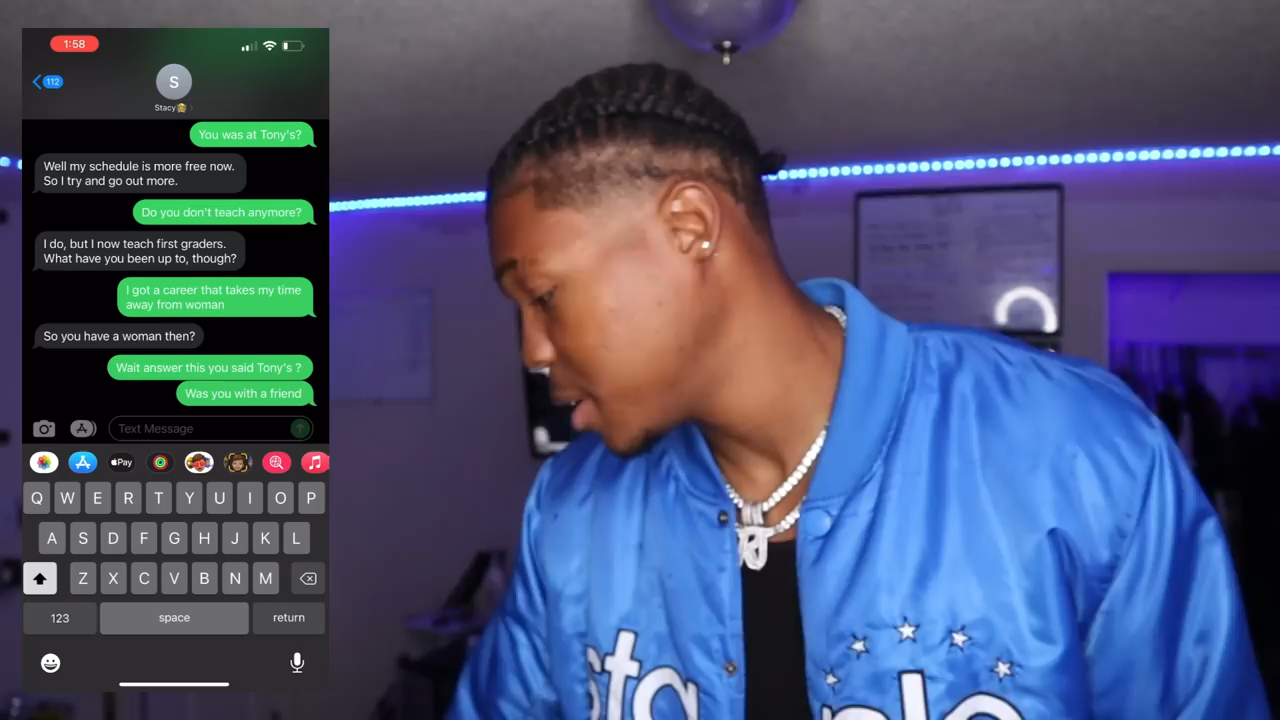 1:58
112
S
Stacy
You was at Tony's?
Well my schedule is more free now.
So I try and go out more.
Do you don't teach anymore?
I do, but I now teach first graders.
What have you been up to, though?
I got a career that takes my time
away from woman
So you have a woman then?
Wait answer this you said Tony's ?
Was you with a friend
Text Message
Pay
Q W E R T Y U I O P
A S D F G H J K L
Z X C V B N M
123 space return
sta
ple